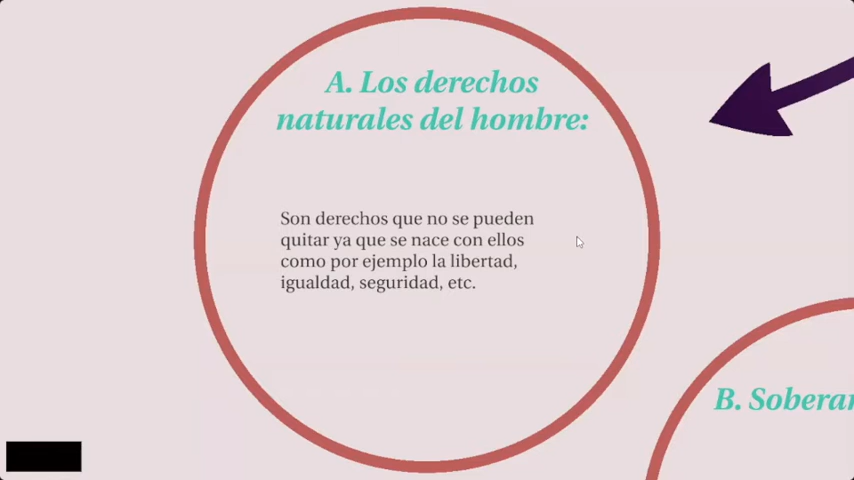 A. Los derechos
naturales del hombre:
Son derechos que no se pueden
quitar ya que se nace con ellos
como por ejemplo la libertad,
igualdad, seguridad, etc.
B. Soberan